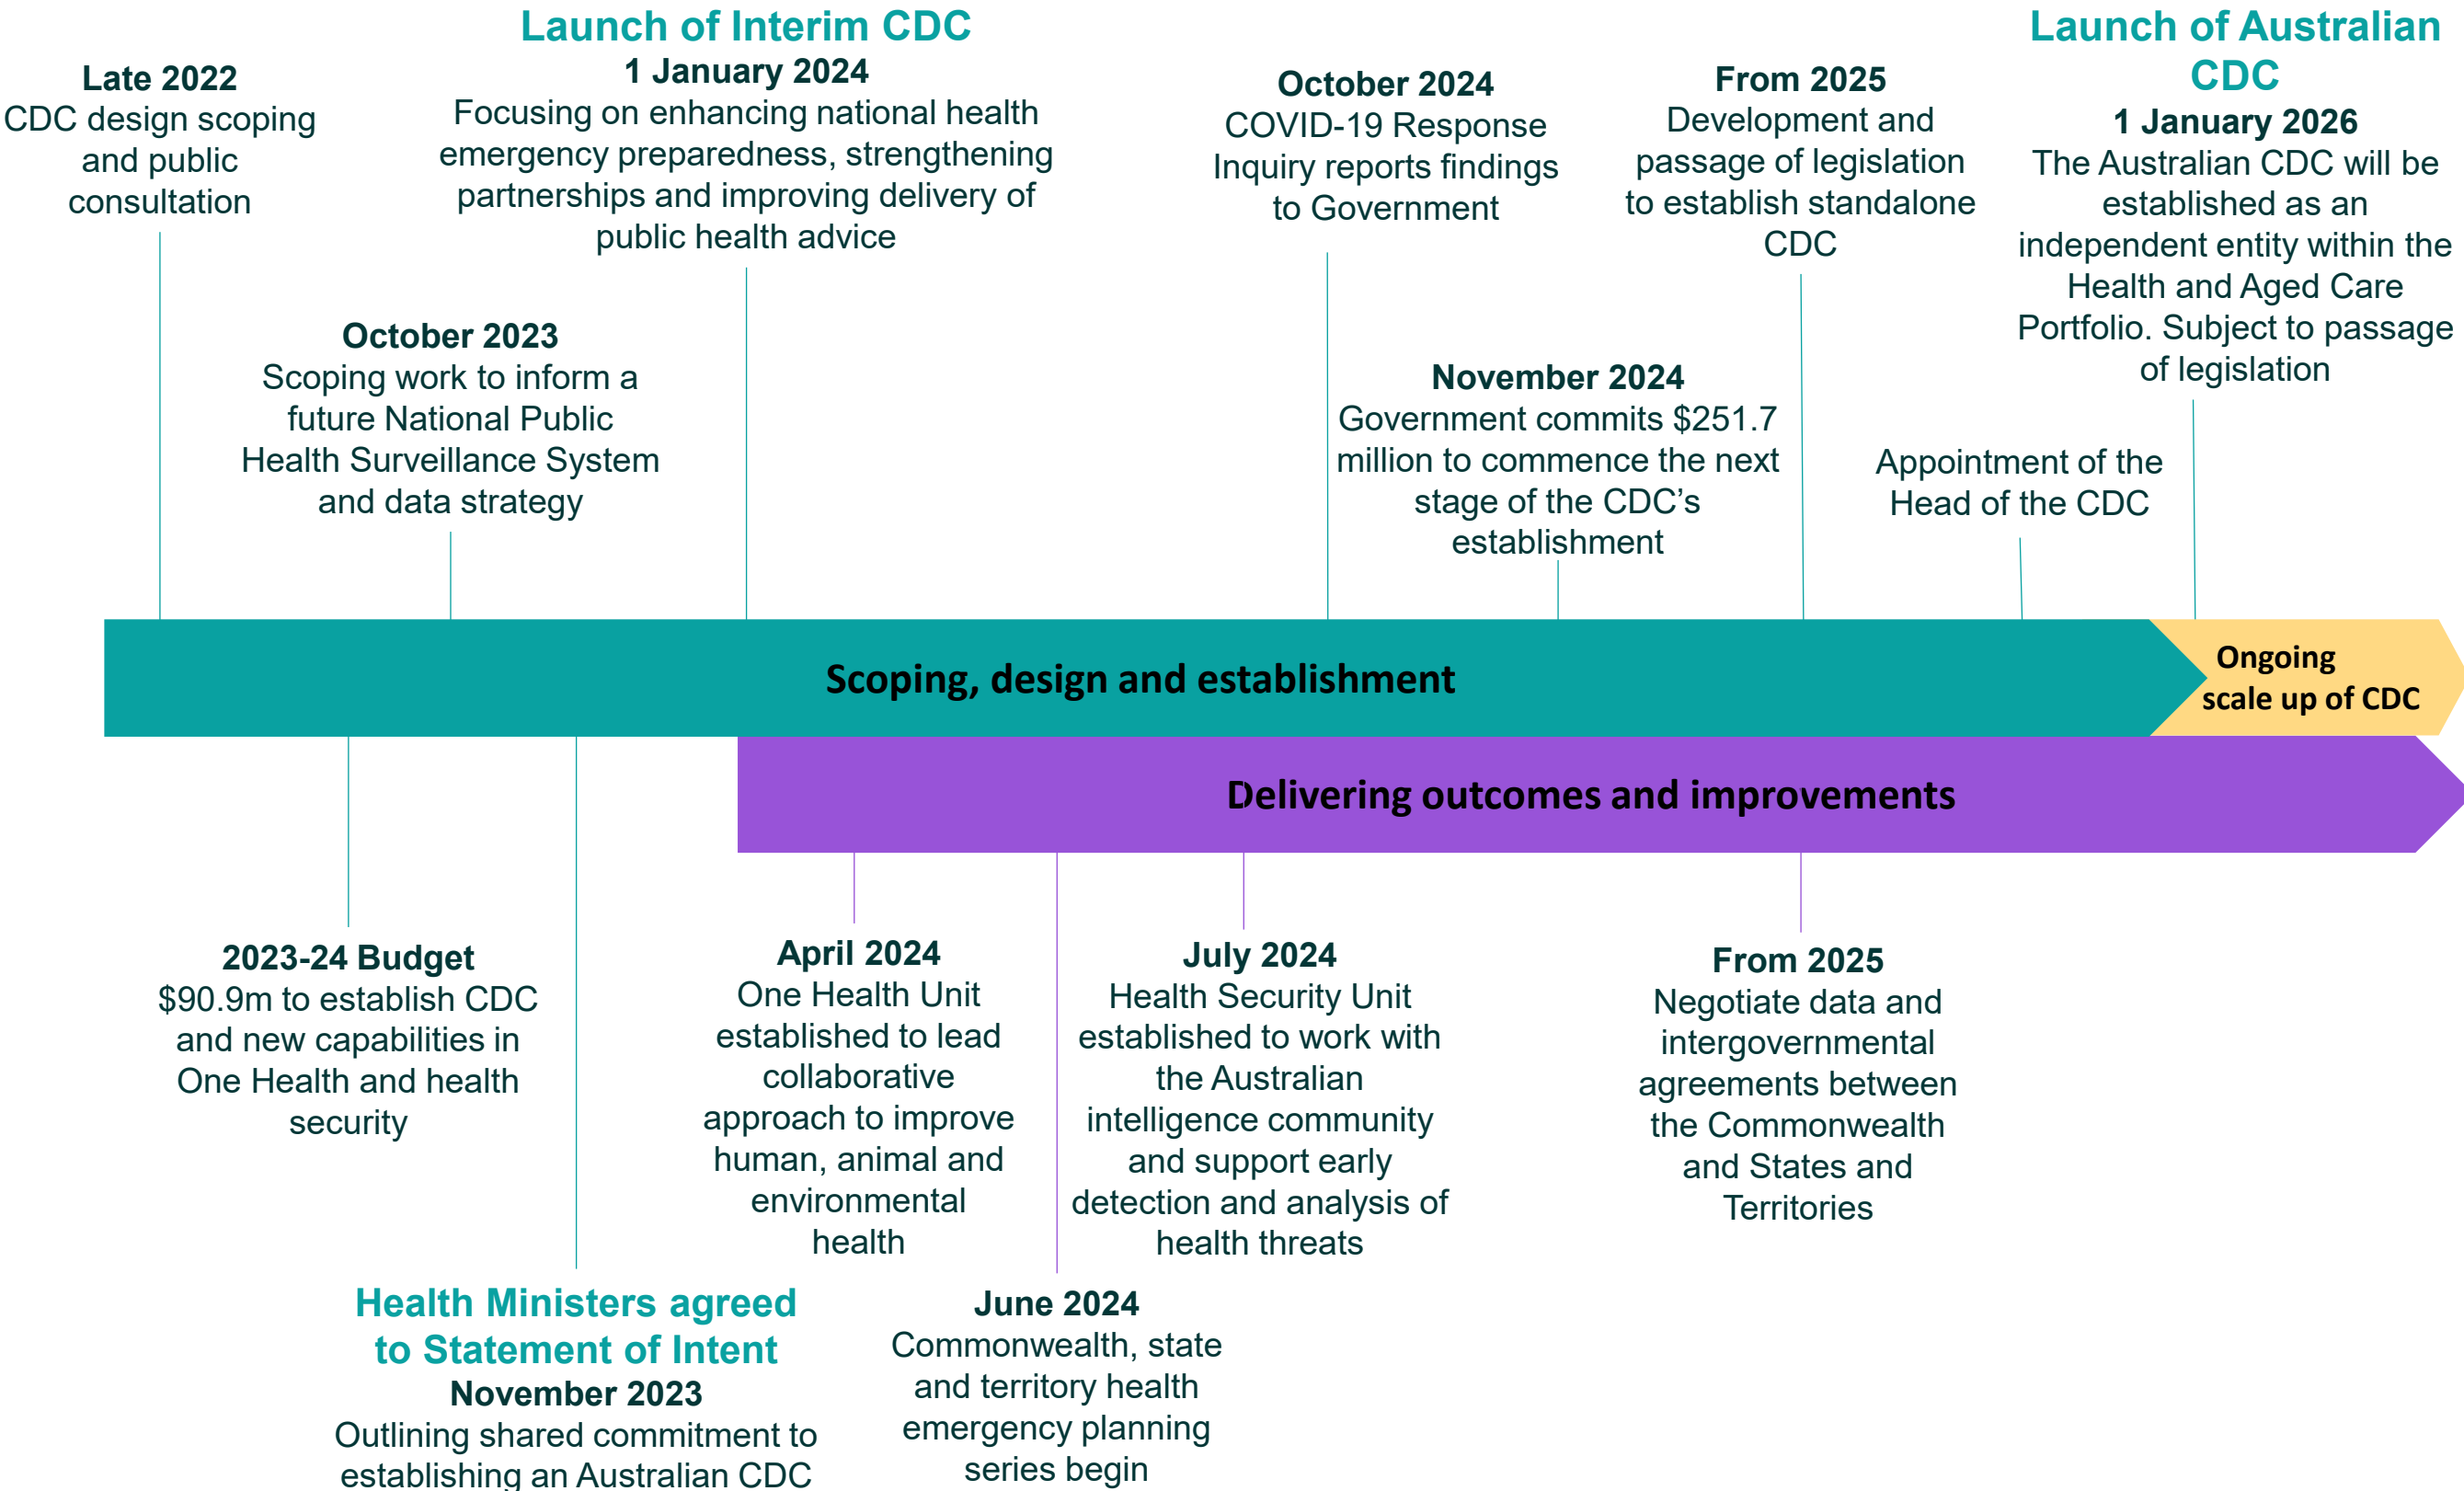 Late 2022
CDC design scoping
and public
consultation
October 2023
Scoping work to inform a
future National Public
Health Surveillance System
and data strategy
Launch of Interim CDC
1 January 2024
Focusing on enhancing national health
emergency preparedness, strengthening
partnerships and improving delivery of
public health advice
October 2024
COVID-19 Response
Inquiry reports findings
to Government
November 2024
Government commits $251.7
million to commence the next
stage of the CDC’s
establishment
From 2025
Development and
passage of legislation
to establish standalone
CDC
Appointment of the
Head of the CDC
Launch of Australian
CDC
1 January 2026
The Australian CDC will be
established as an
independent entity within the
Health and Aged Care
Portfolio. Subject to passage
of legislation
Scoping, design and establishment
Ongoing
scale up of CDC
Delivering outcomes and improvements
2023-24 Budget
$90.9m to establish CDC
and new capabilities in
One Health and health
security
Health Ministers agreed
to Statement of Intent
November 2023
Outlining shared commitment to
establishing an Australian CDC
April 2024
One Health Unit
established to lead
collaborative
approach to improve
human, animal and
environmental
health
June 2024
Commonwealth, state
and territory health
emergency planning
series begin
July 2024
Health Security Unit
established to work with
the Australian
intelligence community
and support early
detection and analysis of
health threats
From 2025
Negotiate data and
intergovernmental
agreements between
the Commonwealth
and States and
Territories